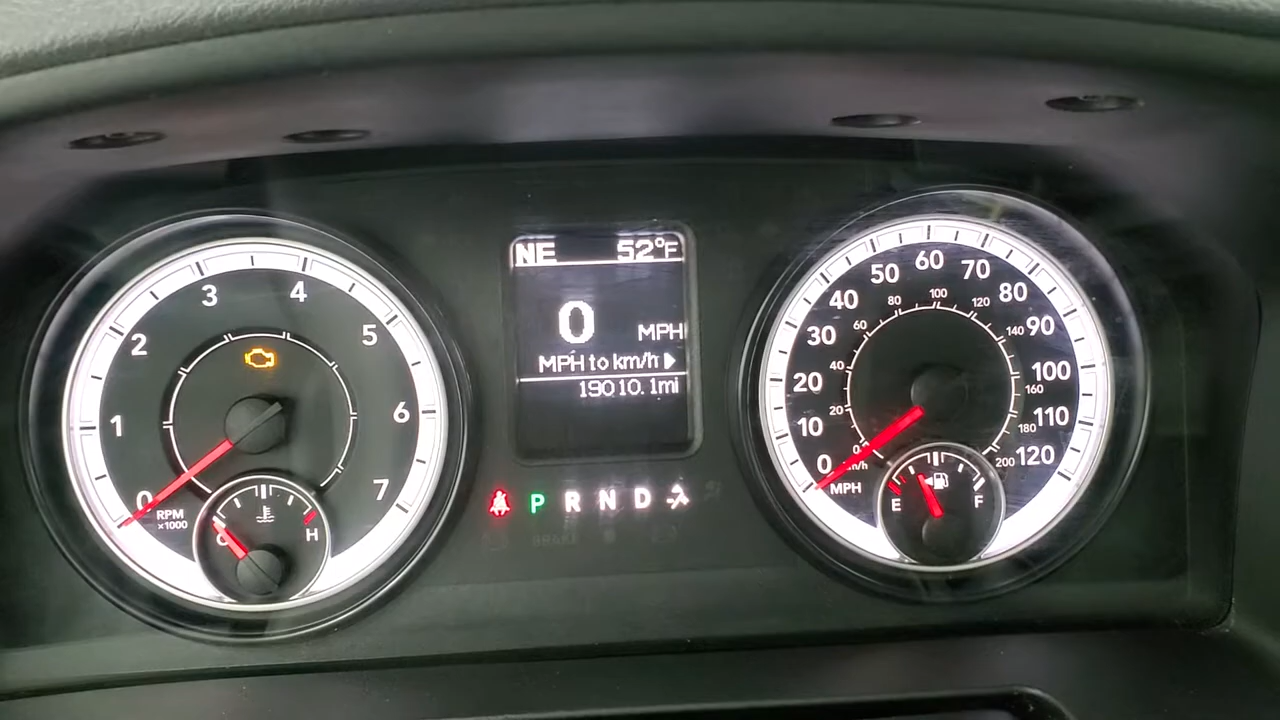 NE 52°F
0 MPH
MPH to km/h
19010.1mi
0 1 2 3 4 5 6 7
RPM
x1000
H
P R N D
0 10 20 30 40 50 60 70 80 90 100 110 120
MPH
0 20 40 60 80 100 120 140 160 180 200
km/h
E F